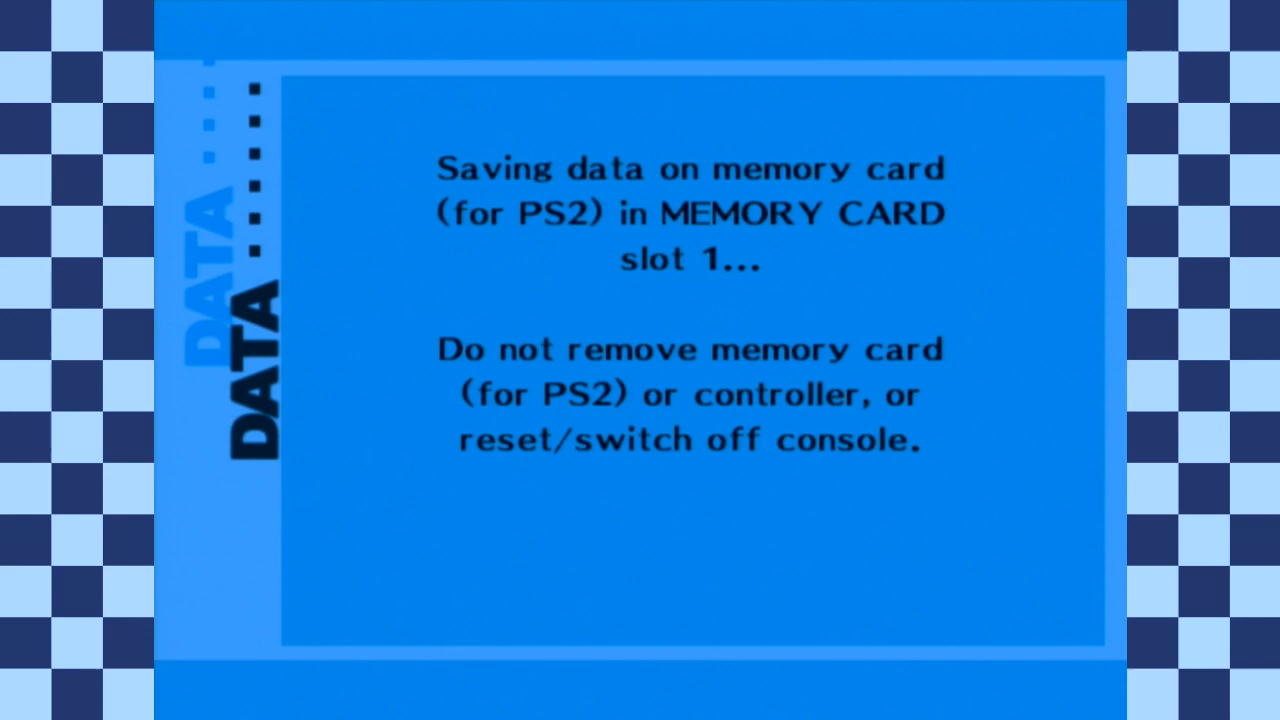 DATA......
DATA....
Saving data on memory card
(for PS2) in MEMORY CARD
slot 1...
Do not remove memory card
(for PS2) or controller, or
reset/switch off console.